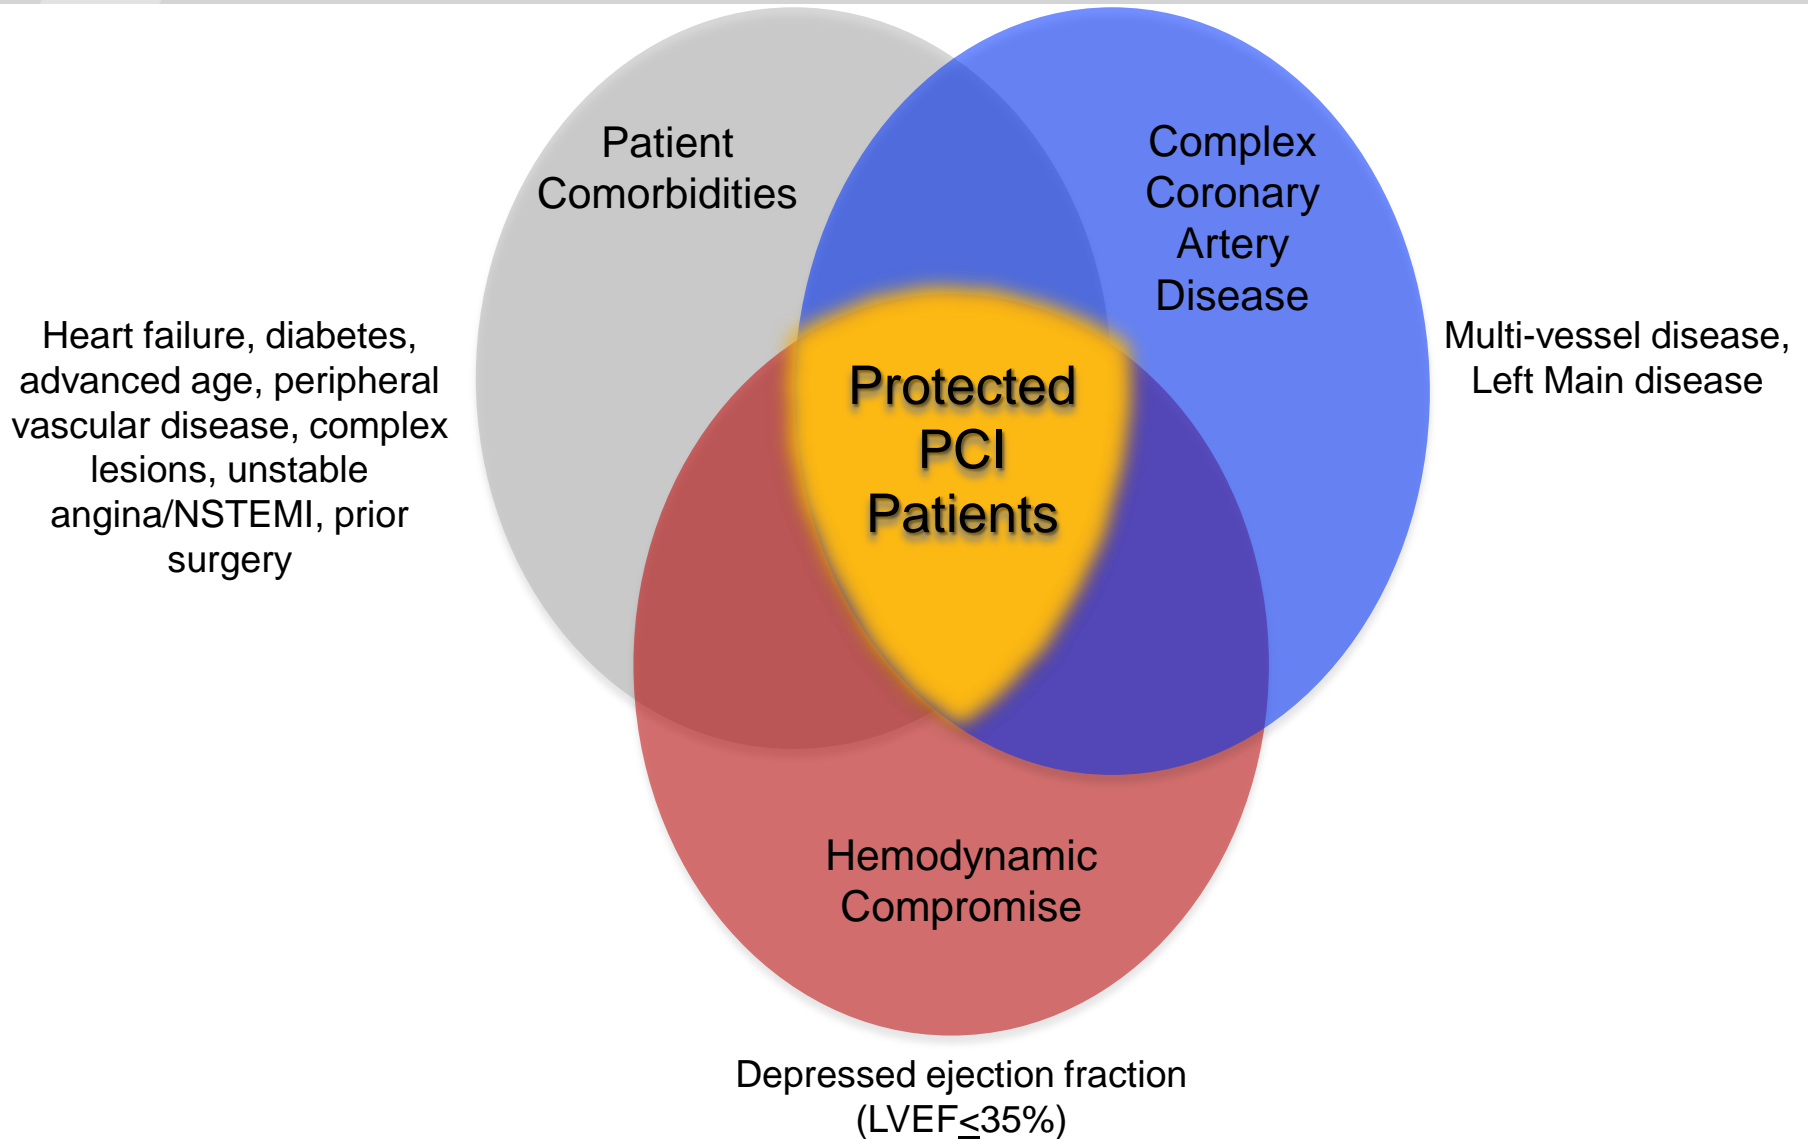 Patient
Comorbidities
Complex
Coronary
Artery
Disease
Heart failure, diabetes,
advanced age, peripheral
vascular disease, complex
lesions, unstable
angina/NSTEMI, prior
surgery
Protected
PCI
Patients
Multi-vessel disease,
Left Main disease
Hemodynamic
Compromise
Depressed ejection fraction
(LVEF<35%)